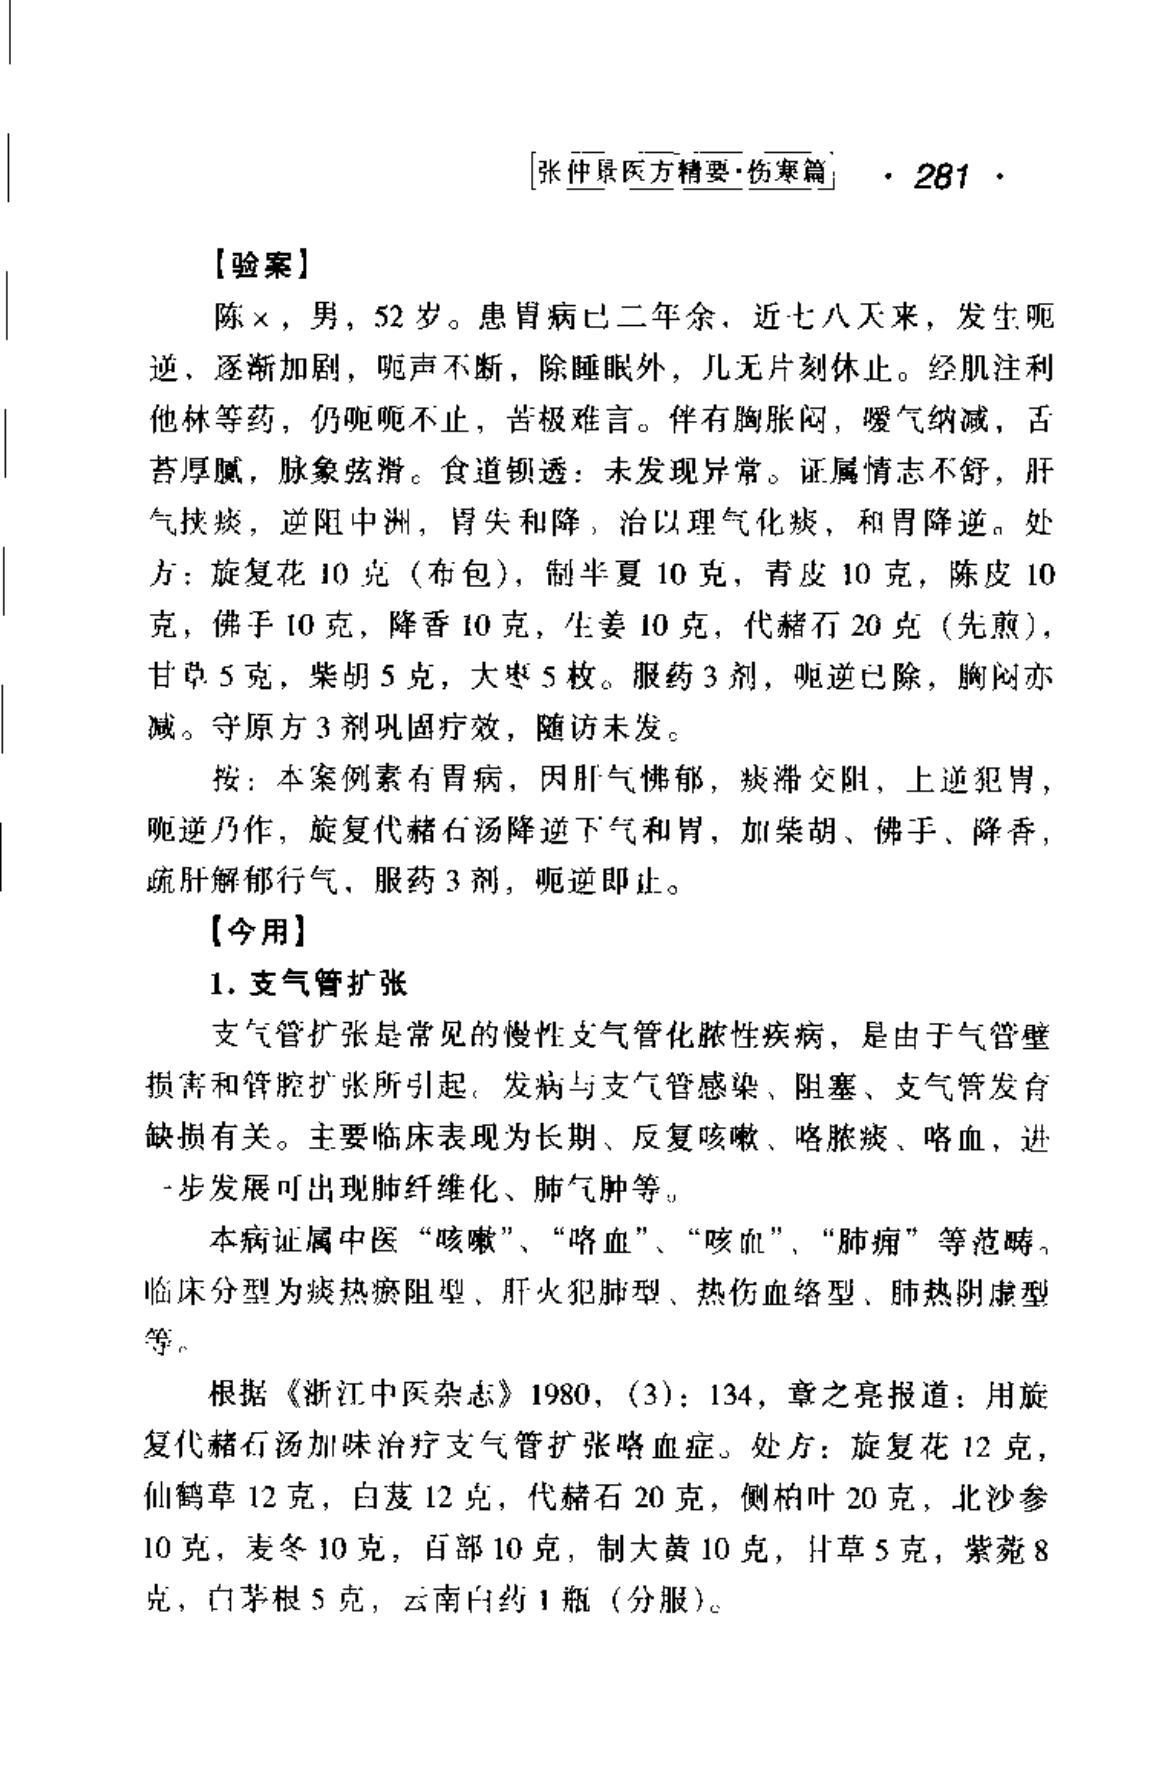 张仲景医方精要·伤寒篇 · 281 ·
【验案】
陈×，男，52岁。患胃病已二年余，近七八天来，发生呃
逆，逐渐加剧，呃声不断，除睡眠外，几无片刻休止。经肌注利
他林等药，仍呃呃不止，苦极难言。伴有胸胀闷，嗳气纳减，舌
苔厚腻，脉象弦滑。食道钡透：未发现异常。证属情志不舒，肝
气挟痰，逆阻中洲，胃失和降。治以理气化痰，和胃降逆。处
方：旋复花10克（布包），制半夏10克，青皮10克，陈皮10
克，佛手10克，降香10克，生姜10克，代赭石20克（先煎），
甘草5克，柴胡5克，大枣5枚。服药3剂，呃逆已除，胸闷亦
减。守原方3剂巩固疗效，随访未发。
按：本案例素有胃病，因肝气怫郁，痰滞交阻，上逆犯胃，
呃逆乃作，旋复代赭石汤降逆下气和胃，加柴胡、佛手、降香，
疏肝解郁行气，服药3剂，呃逆即止。
【今用】
1. 支气管扩张
支气管扩张是常见的慢性支气管化脓性疾病，是由于气管壁
损害和管腔扩张所引起。发病与支气管感染、阻塞、支气管发育
缺损有关。主要临床表现为长期、反复咳嗽、咯脓痰、咯血，进
一步发展可出现肺纤维化、肺气肿等。
本病证属中医“咳嗽”、“咯血”、“咳血”、“肺痈”等范畴。
临床分型为痰热瘀阻型、肝火犯肺型、热伤血络型、肺热阴虚型
等。
根据《浙江中医杂志》1980，（3）：134，章之亮报道：用旋
复代赭石汤加味治疗支气管扩张咯血症。处方：旋复花12克，
仙鹤草12克，白芨12克，代赭石20克，侧柏叶20克，北沙参
10克，麦冬10克，百部10克，制大黄10克，甘草5克，紫菀8
克，白茅根5克，云南白药1瓶（分服）。